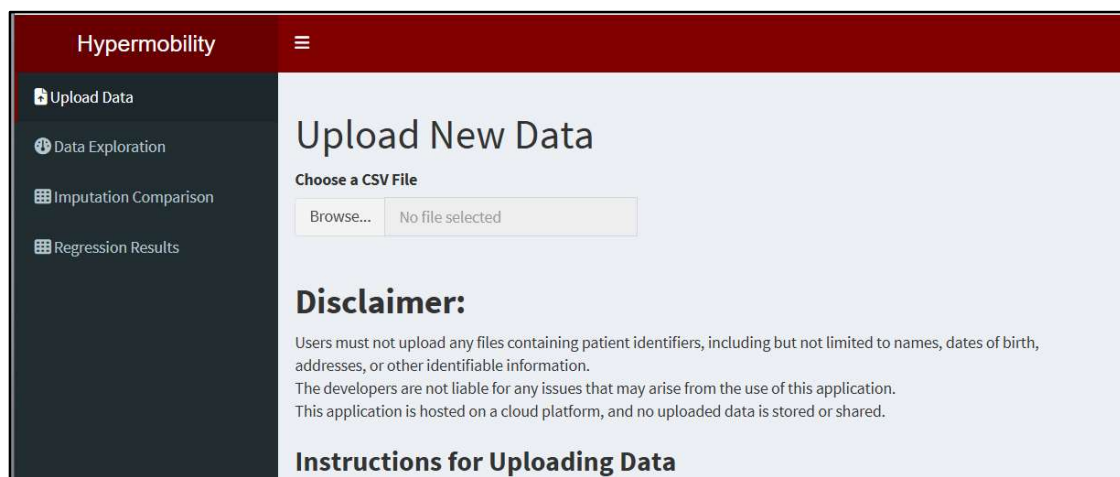 Hypermobility
Upload Data
Data Exploration
Imputation Comparison
Regression Results
Upload New Data
Choose a CSV File
Browse... No file selected
Disclaimer:
Users must not upload any files containing patient identifiers, including but not limited to names, dates of birth,
addresses, or other identifiable information.
The developers are not liable for any issues that may arise from the use of this application.
This application is hosted on a cloud platform, and no uploaded data is stored or shared.
Instructions for Uploading Data